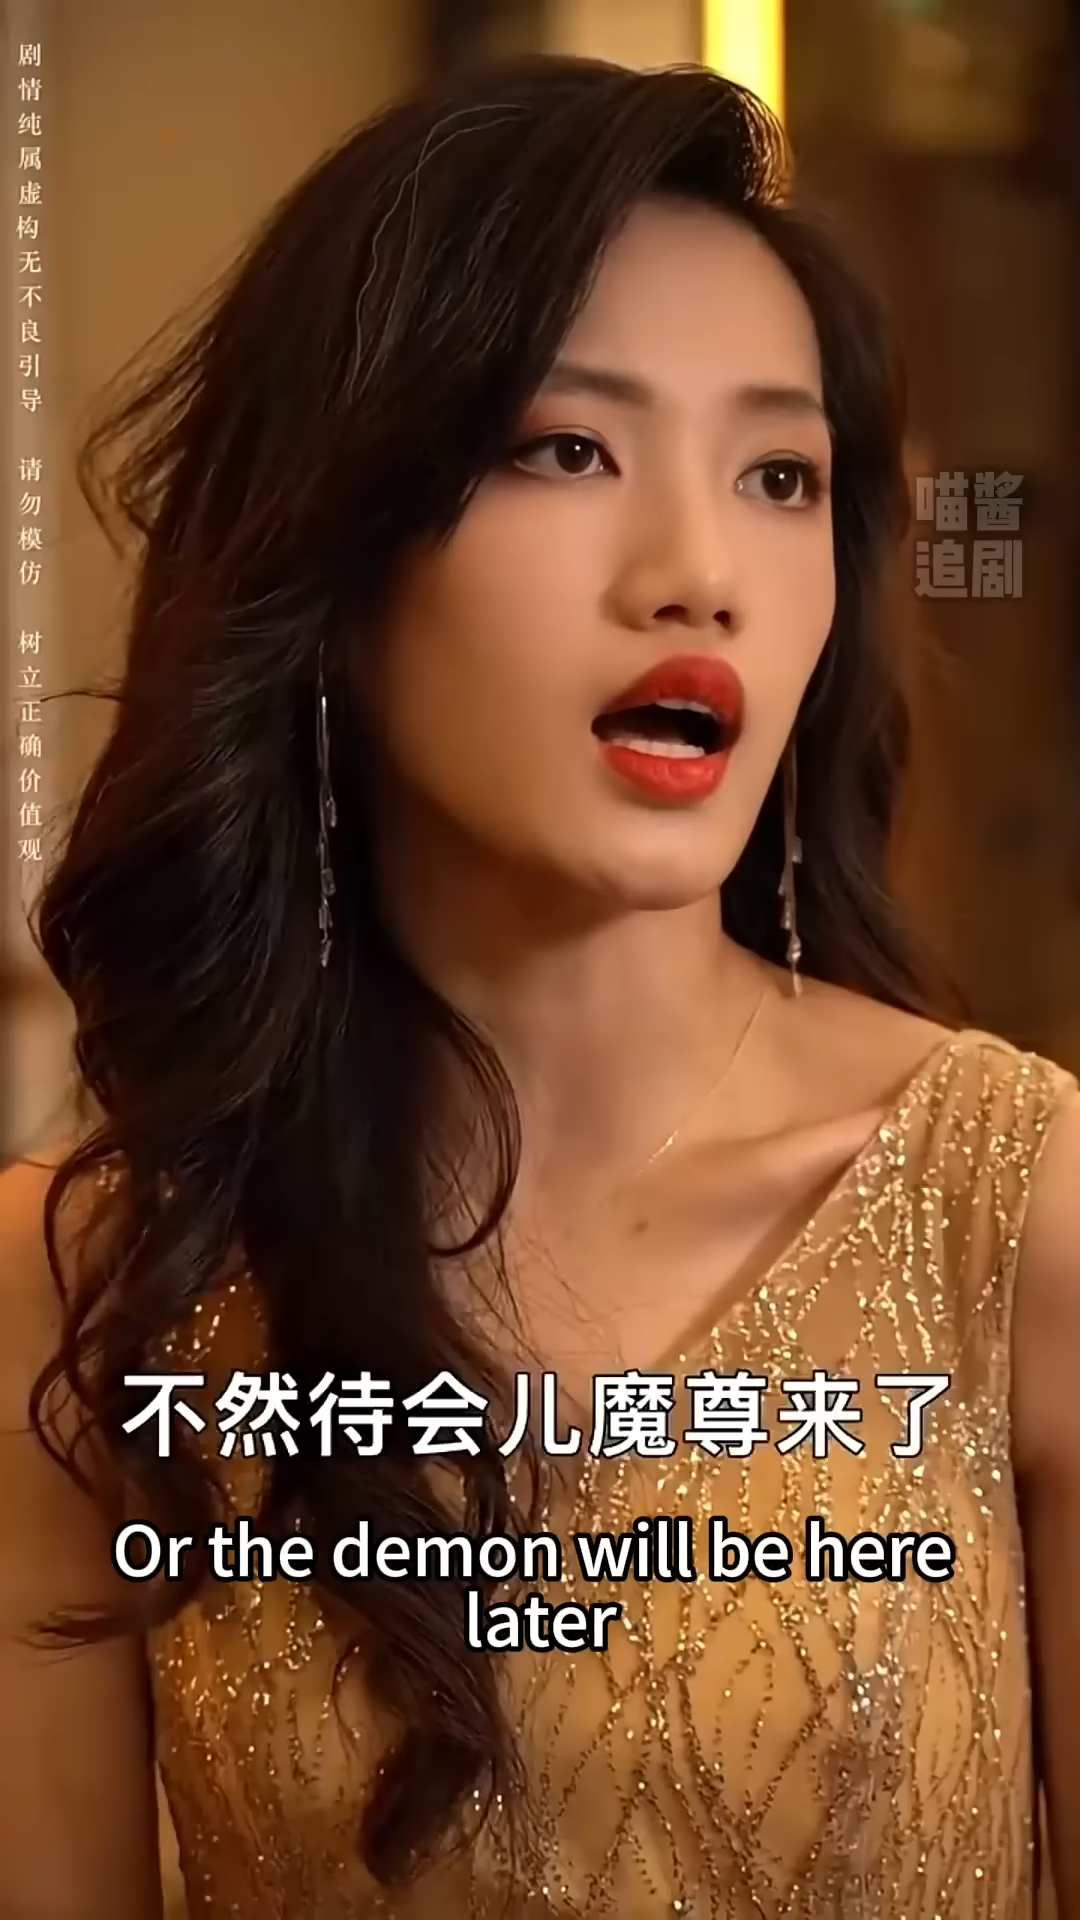 剧情纯属虚构无不良引导 请勿模仿 树立正确价值观
喵酱
追剧
不然待会儿魔尊来了
Or the demon will be here
later